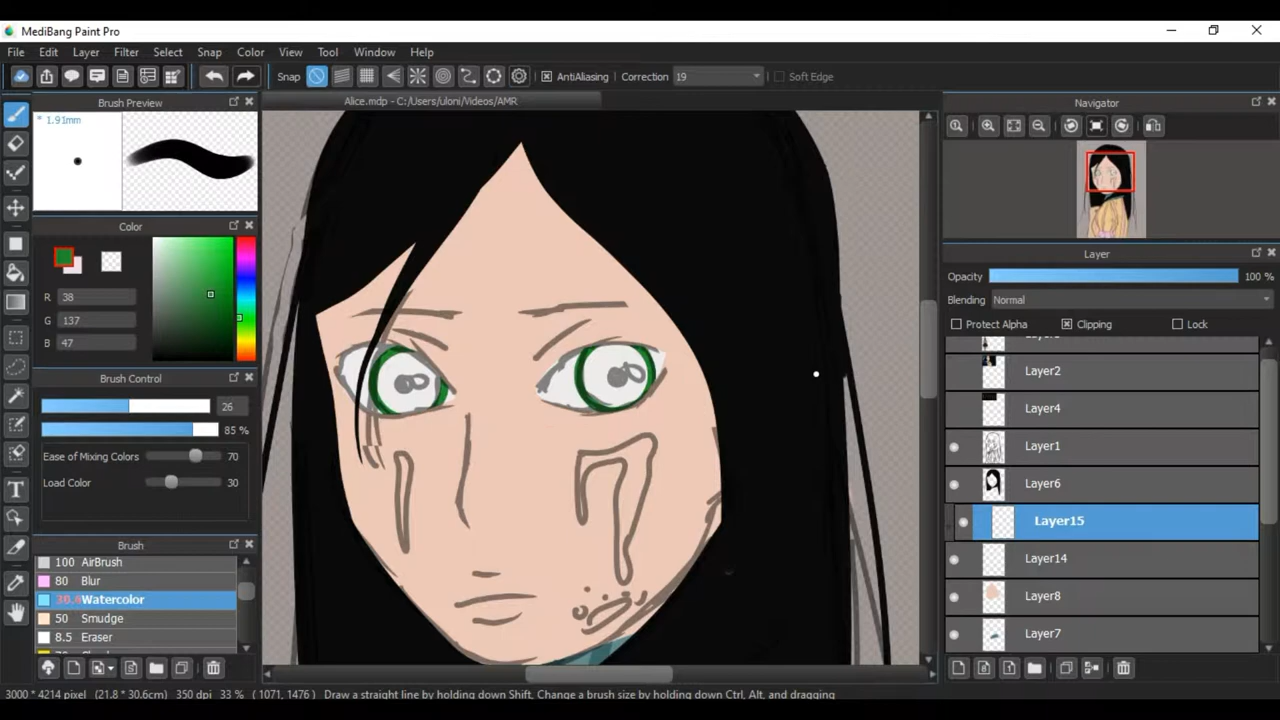 MediBang Paint Pro
File Edit Layer Filter Select Snap Color View Tool Window Help
Snap AntiAliasing Correction 19 Soft Edge
Brush Preview
Alice.mdp - C:/Users/uloni/Videos/AMR
Navigator
* 1.91mm
Color
R 38
G 137
B 47
Layer
Opacity 100 %
Blending Normal
Protect Alpha Clipping Lock
Brush Control
26
85 %
Ease of Mixing Colors 70
Load Color 30
Layer2
Layer4
Layer1
Layer6
Layer15
Layer14
Layer8
Layer7
Brush
100 AirBrush
80 Blur
Watercolor
50 Smudge
8.5 Eraser
3000 * 4214 pixel (21.8 * 30.6cm) 350 dpi 33 % ( 1071, 1476 ) Draw a straight line by holding down Shift, Change a brush size by holding down Ctrl, Alt, and dragging